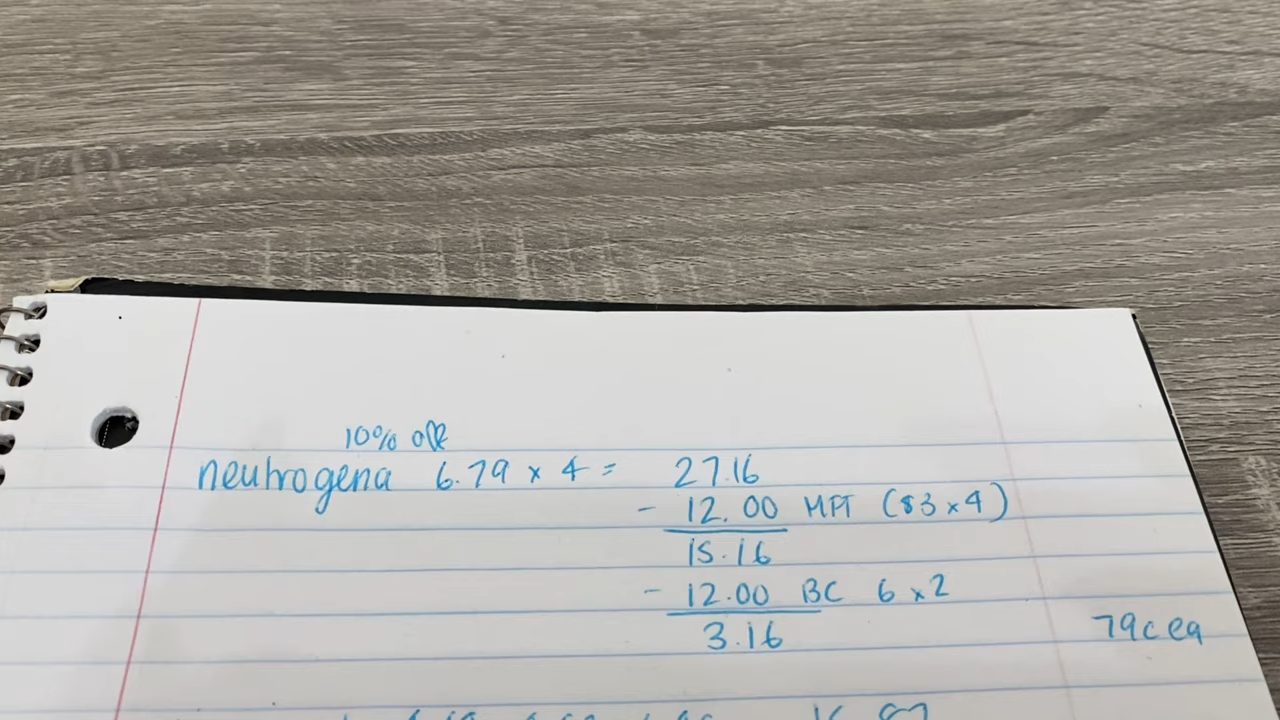 10% off
neutrogena 6.79 x 4 = 27.16
- 12.00 MPT ($3 x 4)
15.16
- 12.00 BC 6 x 2
3.16 79c ea